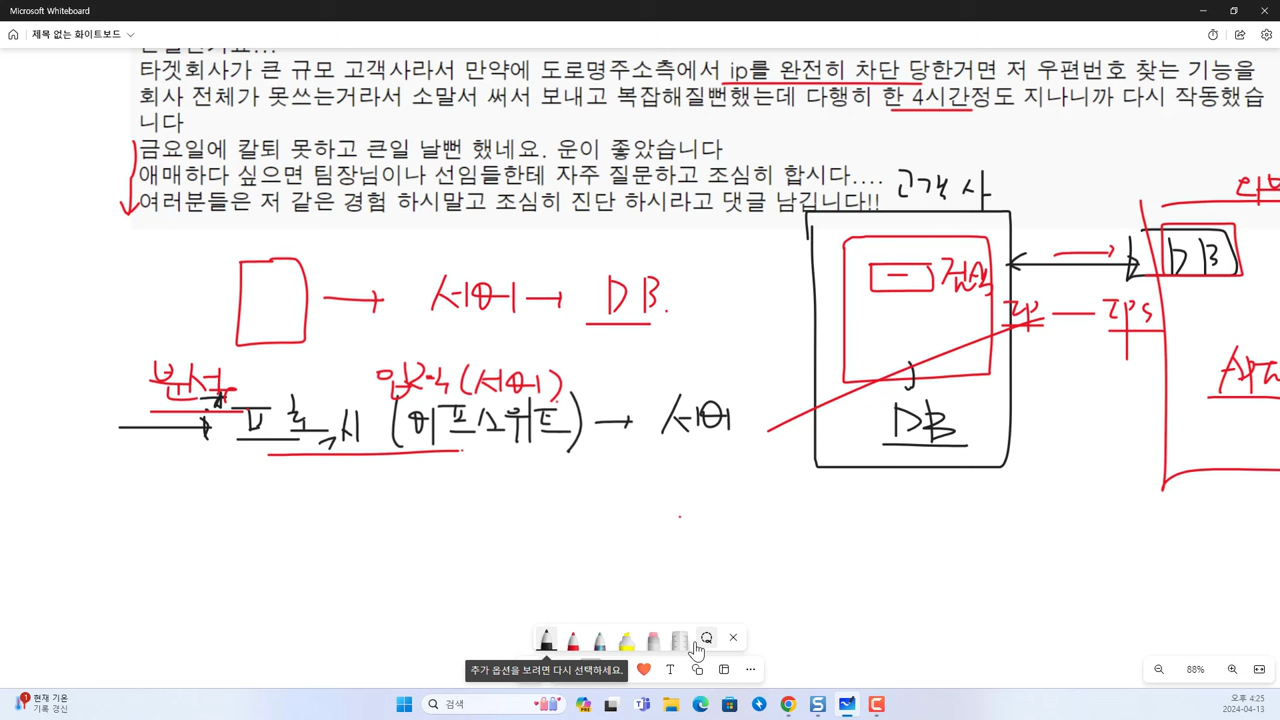 Microsoft Whiteboard
제목 없는 화이트보드
타겟회사가 큰 규모 고객사라서 만약에 도로명주소측에서 ip를 완전히 차단 당한거면 저 우편번호 찾는 기능을
회사 전체가 못쓰는거라서 소말서 써서 보내고 복잡해질뻔했는데 다행히 한 4시간정도 지나니까 다시 작동했습
니다
금요일에 칼퇴 못하고 큰일 날뻔 했네요. 운이 좋았습니다
애매하다 싶으면 팀장님이나 선임들한테 자주 질문하고 조심히 합시다....
여러분들은 저 같은 경험 하시말고 조심히 진단 하시라고 댓글 남깁니다!!
고객사
검색
DB
IP — IPS
DB
→ 서버 → DB.
분석
(서버)
(버프스위트) → 서버
추가 옵션을 보려면 다시 선택하세요.
88%
현재 기온
기록 경신
검색
오후 4:25
2024-04-13